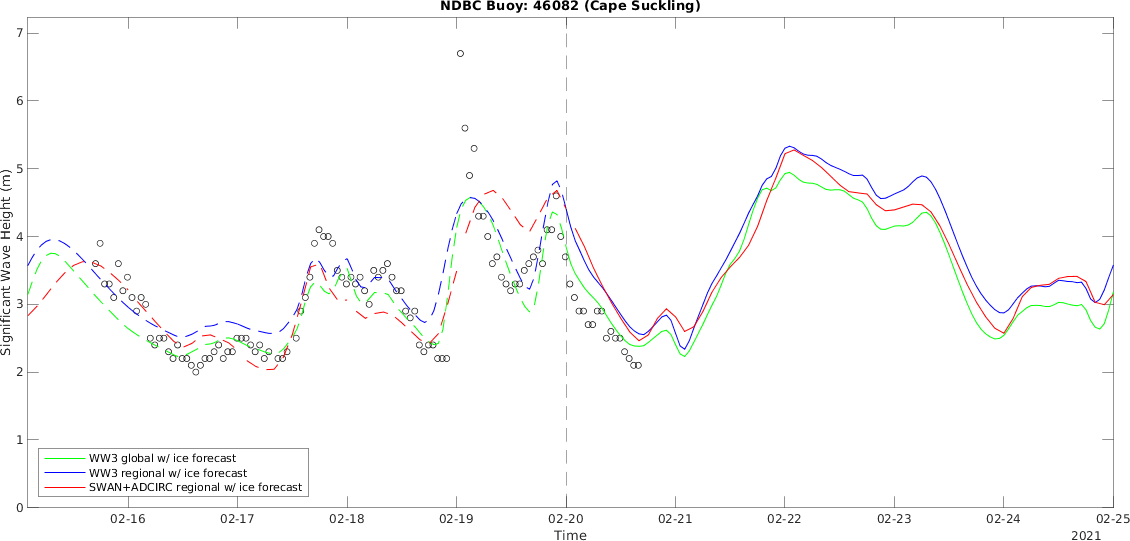 NDBC Buoy: 46082 (Cape Suckling)
7
6
5
4
3
2
1
0
Significant Wave Height (m)
WW3 global w/ ice forecast
WW3 regional w/ ice forecast
SWAN+ADCIRC regional w/ ice forecast
02-16 02-17 02-18 02-19 02-20 02-21 02-22 02-23 02-24 02-25
Time
2021